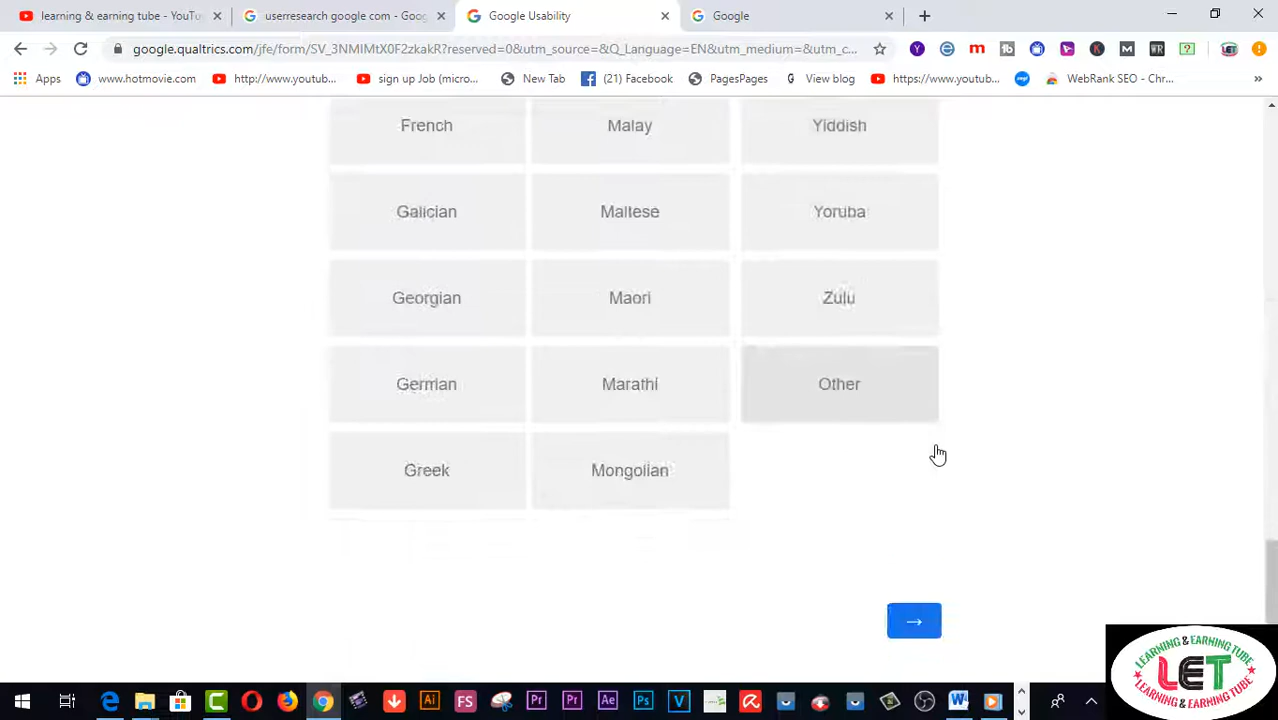 learning & earning tube - YouTu
userresearch google com - Goog
Google Usability
Google
google.qualtrics.com/jfe/form/SV_3NMIMtX0F2zkakR?reserved=0&utm_source=&Q_Language=EN&utm_medium=&utm_c...
Apps
www.hotmovie.com
http://www.youtub...
sign up Job (micro...
New Tab
(21) Facebook
PagesPages
View blog
https://www.youtub...
WebRank SEO - Chr...
French
Malay
Yiddish
Galician
Maltese
Yoruba
Georgian
Maori
Zulu
German
Marathi
Other
Greek
Mongolian
→
LEARNING & EARNING TUBE
LET
LEARNING & EARNING TUBE